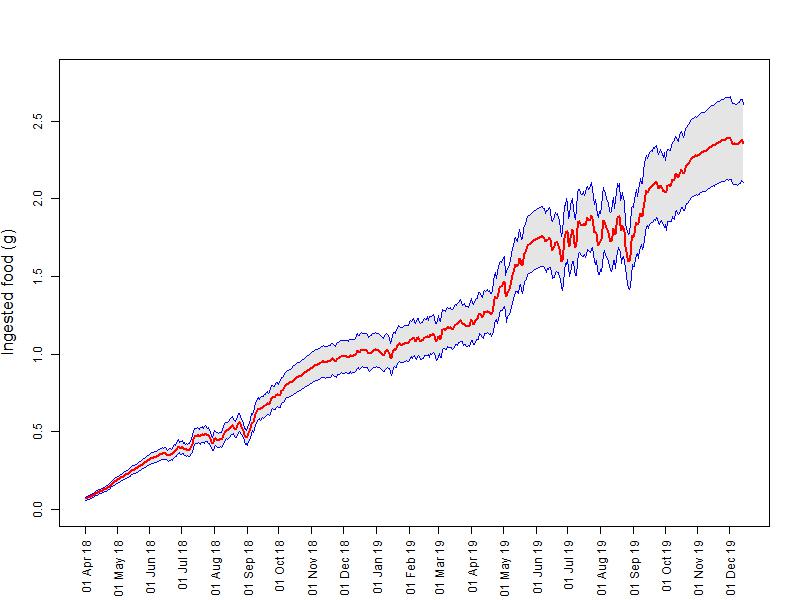 Ingested food (g)
2.5
2.0
1.5
1.0
0.5
0.0
01 Apr 18
01 May 18
01 Jun 18
01 Jul 18
01 Aug 18
01 Sep 18
01 Oct 18
01 Nov 18
01 Dec 18
01 Jan 19
01 Feb 19
01 Mar 19
01 Apr 19
01 May 19
01 Jun 19
01 Jul 19
01 Aug 19
01 Sep 19
01 Oct 19
01 Nov 19
01 Dec 19